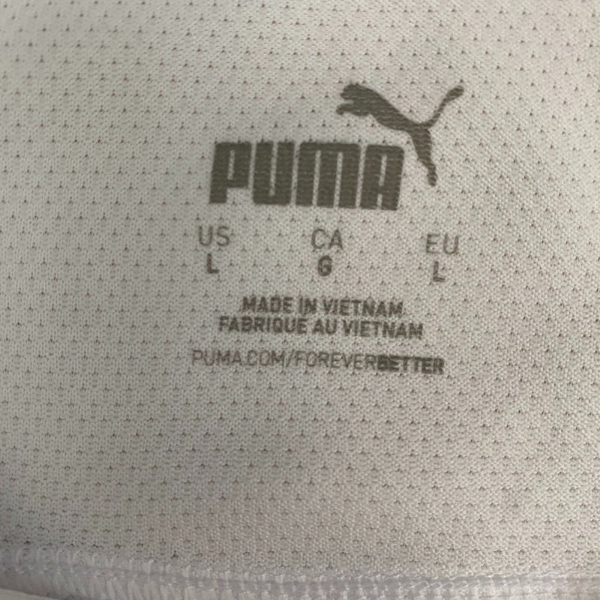 PUMA
US CA EU
L G L
MADE IN VIETNAM
FABRIQUE AU VIETNAM
PUMA.COM/FOREVERBETTER